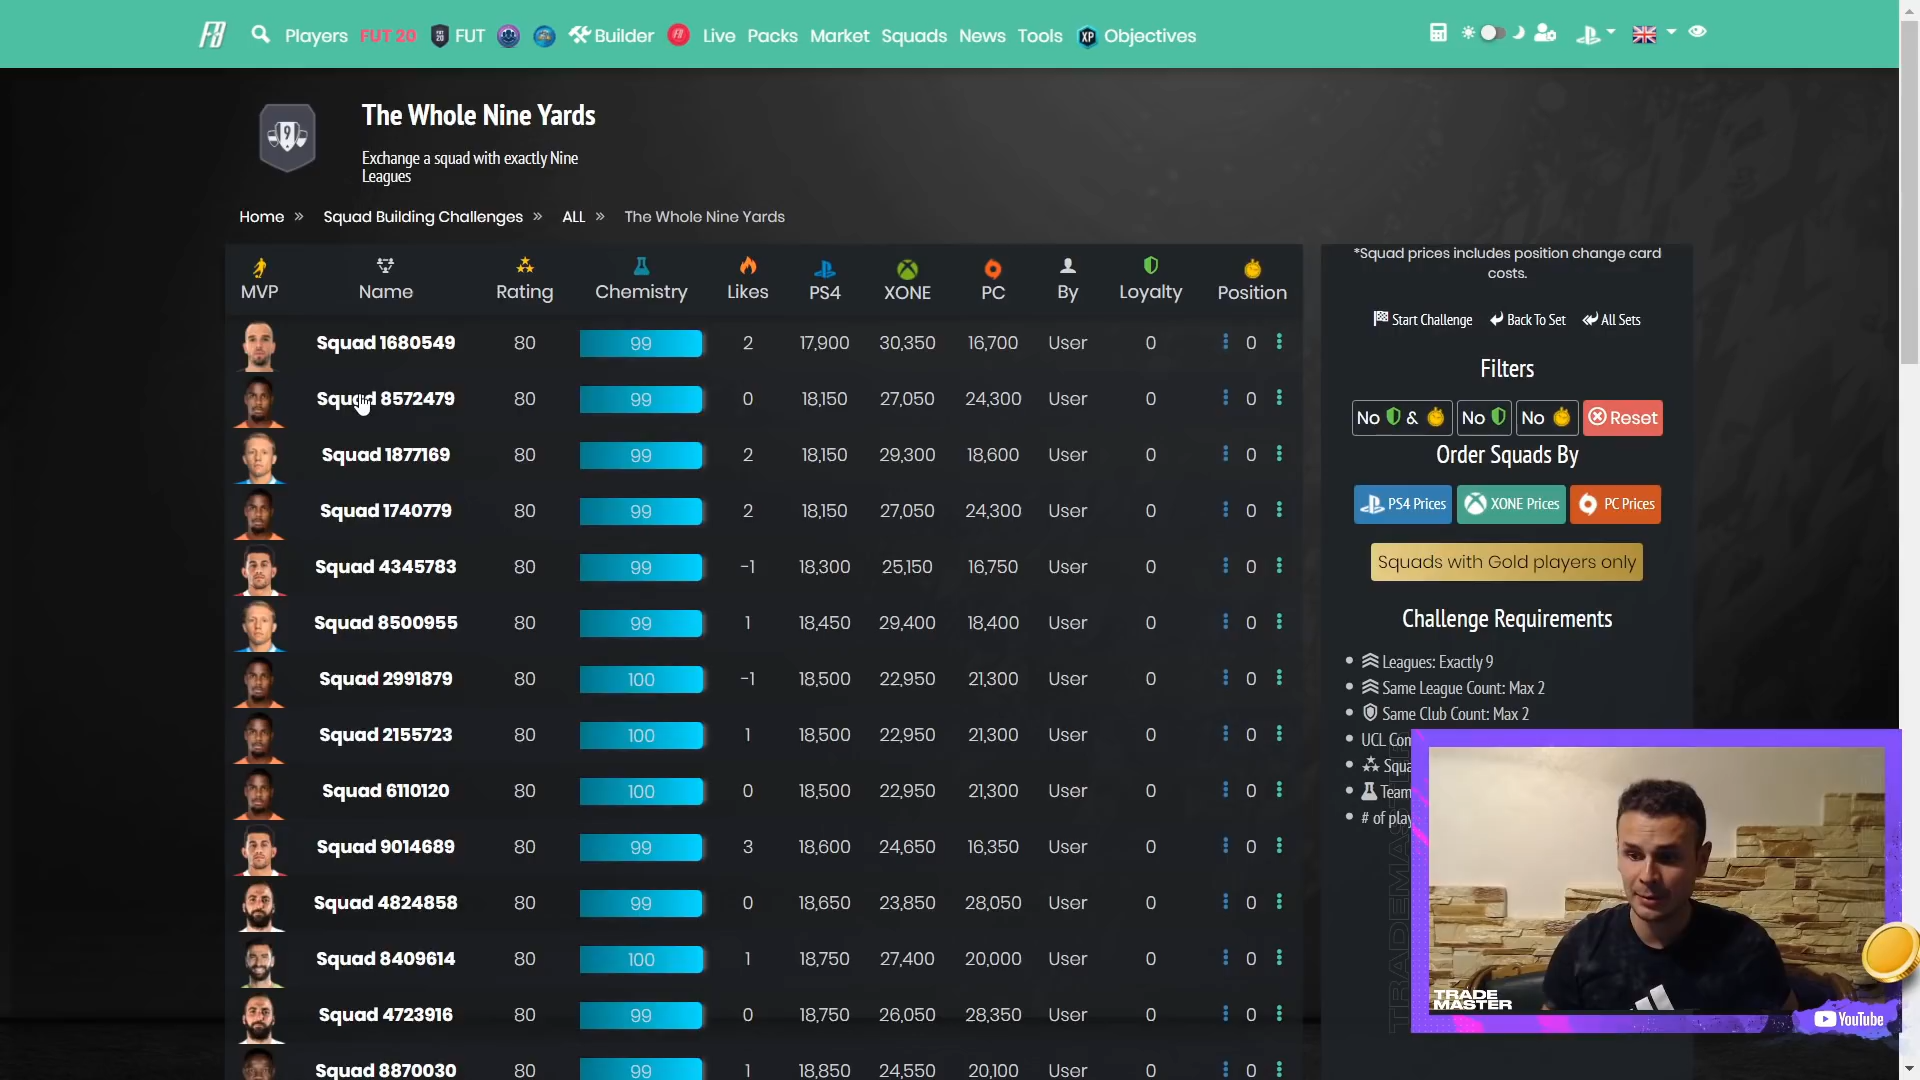 Players FUT 20 FUT Builder Live Packs Market Squads News Tools XP Objectives
The Whole Nine Yards
9
Exchange a squad with exactly Nine
Leagues
Home » Squad Building Challenges » ALL » The Whole Nine Yards
MVP Name Rating Chemistry Likes PS4 XONE PC By Loyalty Position
Squad 1680549 80 99 2 17,900 30,350 16,700 User 0 0
Squad 8572479 80 99 0 18,150 27,050 24,300 User 0 0
Squad 1877169 80 99 2 18,150 29,300 18,600 User 0 0
Squad 1740779 80 99 2 18,150 27,050 24,300 User 0 0
Squad 4345783 80 99 -1 18,300 25,150 16,750 User 0 0
Squad 8500955 80 99 1 18,450 29,400 18,400 User 0 0
Squad 2991879 80 100 -1 18,500 22,950 21,300 User 0 0
Squad 2155723 80 100 1 18,500 22,950 21,300 User 0 0
Squad 6110120 80 100 0 18,500 22,950 21,300 User 0 0
Squad 9014689 80 99 3 18,600 24,650 16,350 User 0 0
Squad 4824858 80 99 0 18,650 23,850 28,050 User 0 0
Squad 8409614 80 100 1 18,750 27,400 20,000 User 0 0
Squad 4723916 80 99 0 18,750 26,050 28,350 User 0 0
Squad 8870030 80 99 1 18,850 24,550 20,100 User 0 0
*Squad prices includes position change card
costs.
Start Challenge Back To Set All Sets
Filters
No & No No Reset
Order Squads By
PS4 Prices XONE Prices PC Prices
Squads with Gold players only
Challenge Requirements
Leagues: Exactly 9
Same League Count: Max 2
Same Club Count: Max 2
UCL Com
Squa
Team
# of play
TRADEMASTE
TRADE
MASTER
YouTube